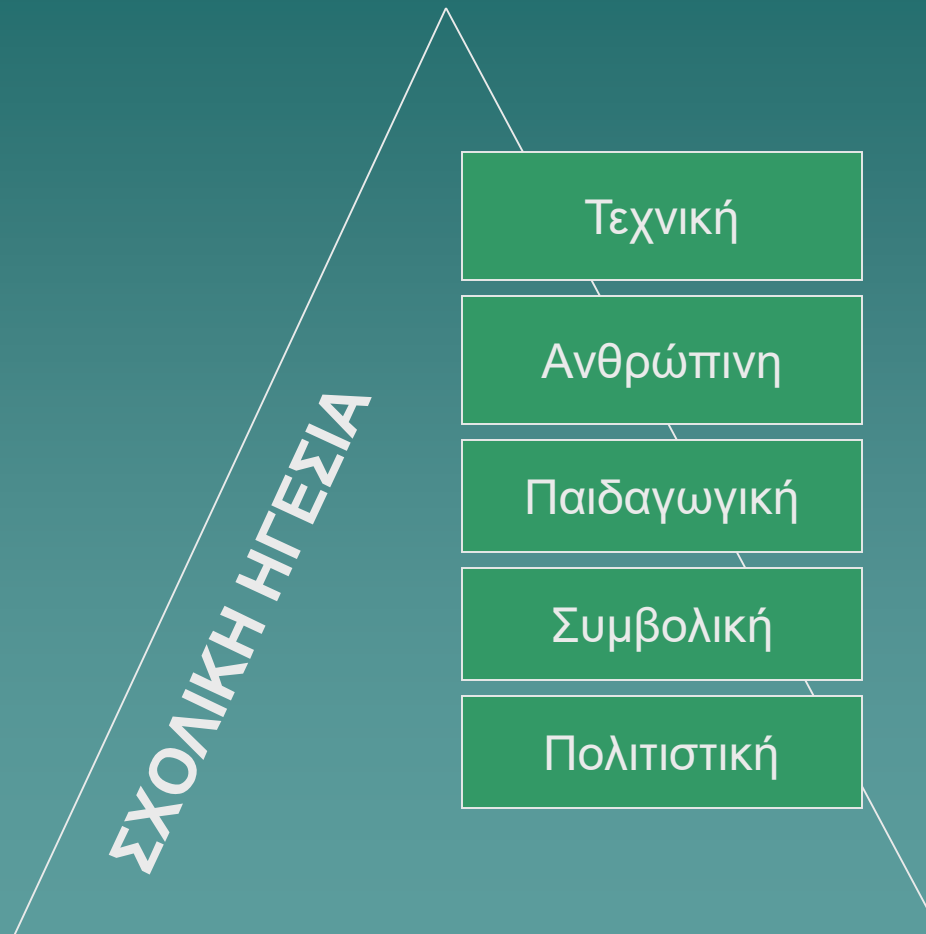 ΣΧΟΛΙΚΗ ΗΓΕΣΙΑ
Τεχνική
Ανθρώπινη
Παιδαγωγική
Συμβολική
Πολιτιστική